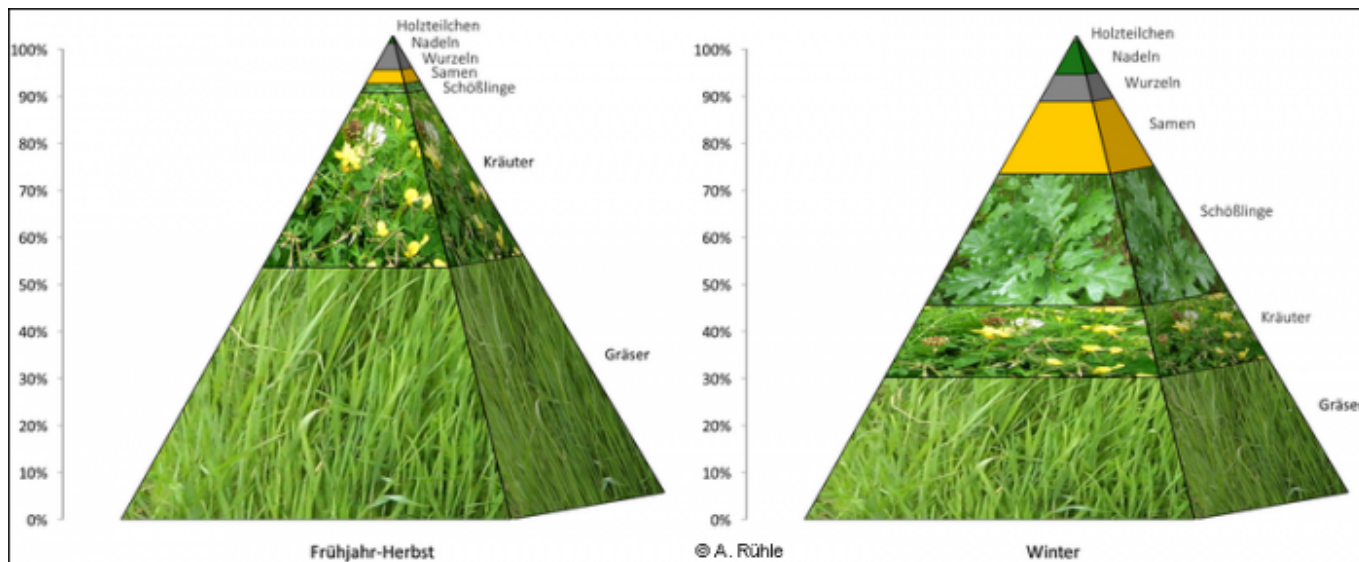 Holzteilchen
Nadeln
Wurzeln
Samen
Schößlinge
Kräuter
Gräser
100%
90%
80%
70%
60%
50%
40%
30%
20%
10%
0%
Frühjahr-Herbst
© A. Rühle
Holzteilchen
Nadeln
Wurzeln
Samen
Schößlinge
Kräuter
Gräser
100%
90%
80%
70%
60%
50%
40%
30%
20%
10%
0%
Winter